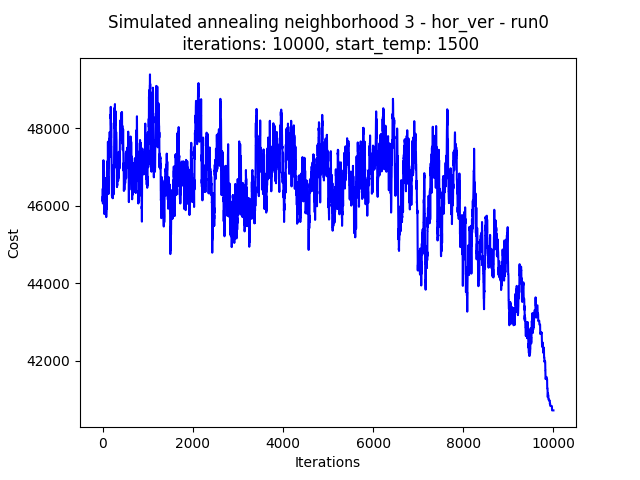 Simulated annealing neighborhood 3 - hor_ver - run0
iterations: 10000, start_temp: 1500
48000
46000
44000
42000
Cost
0
2000
4000
6000
8000
10000
Iterations